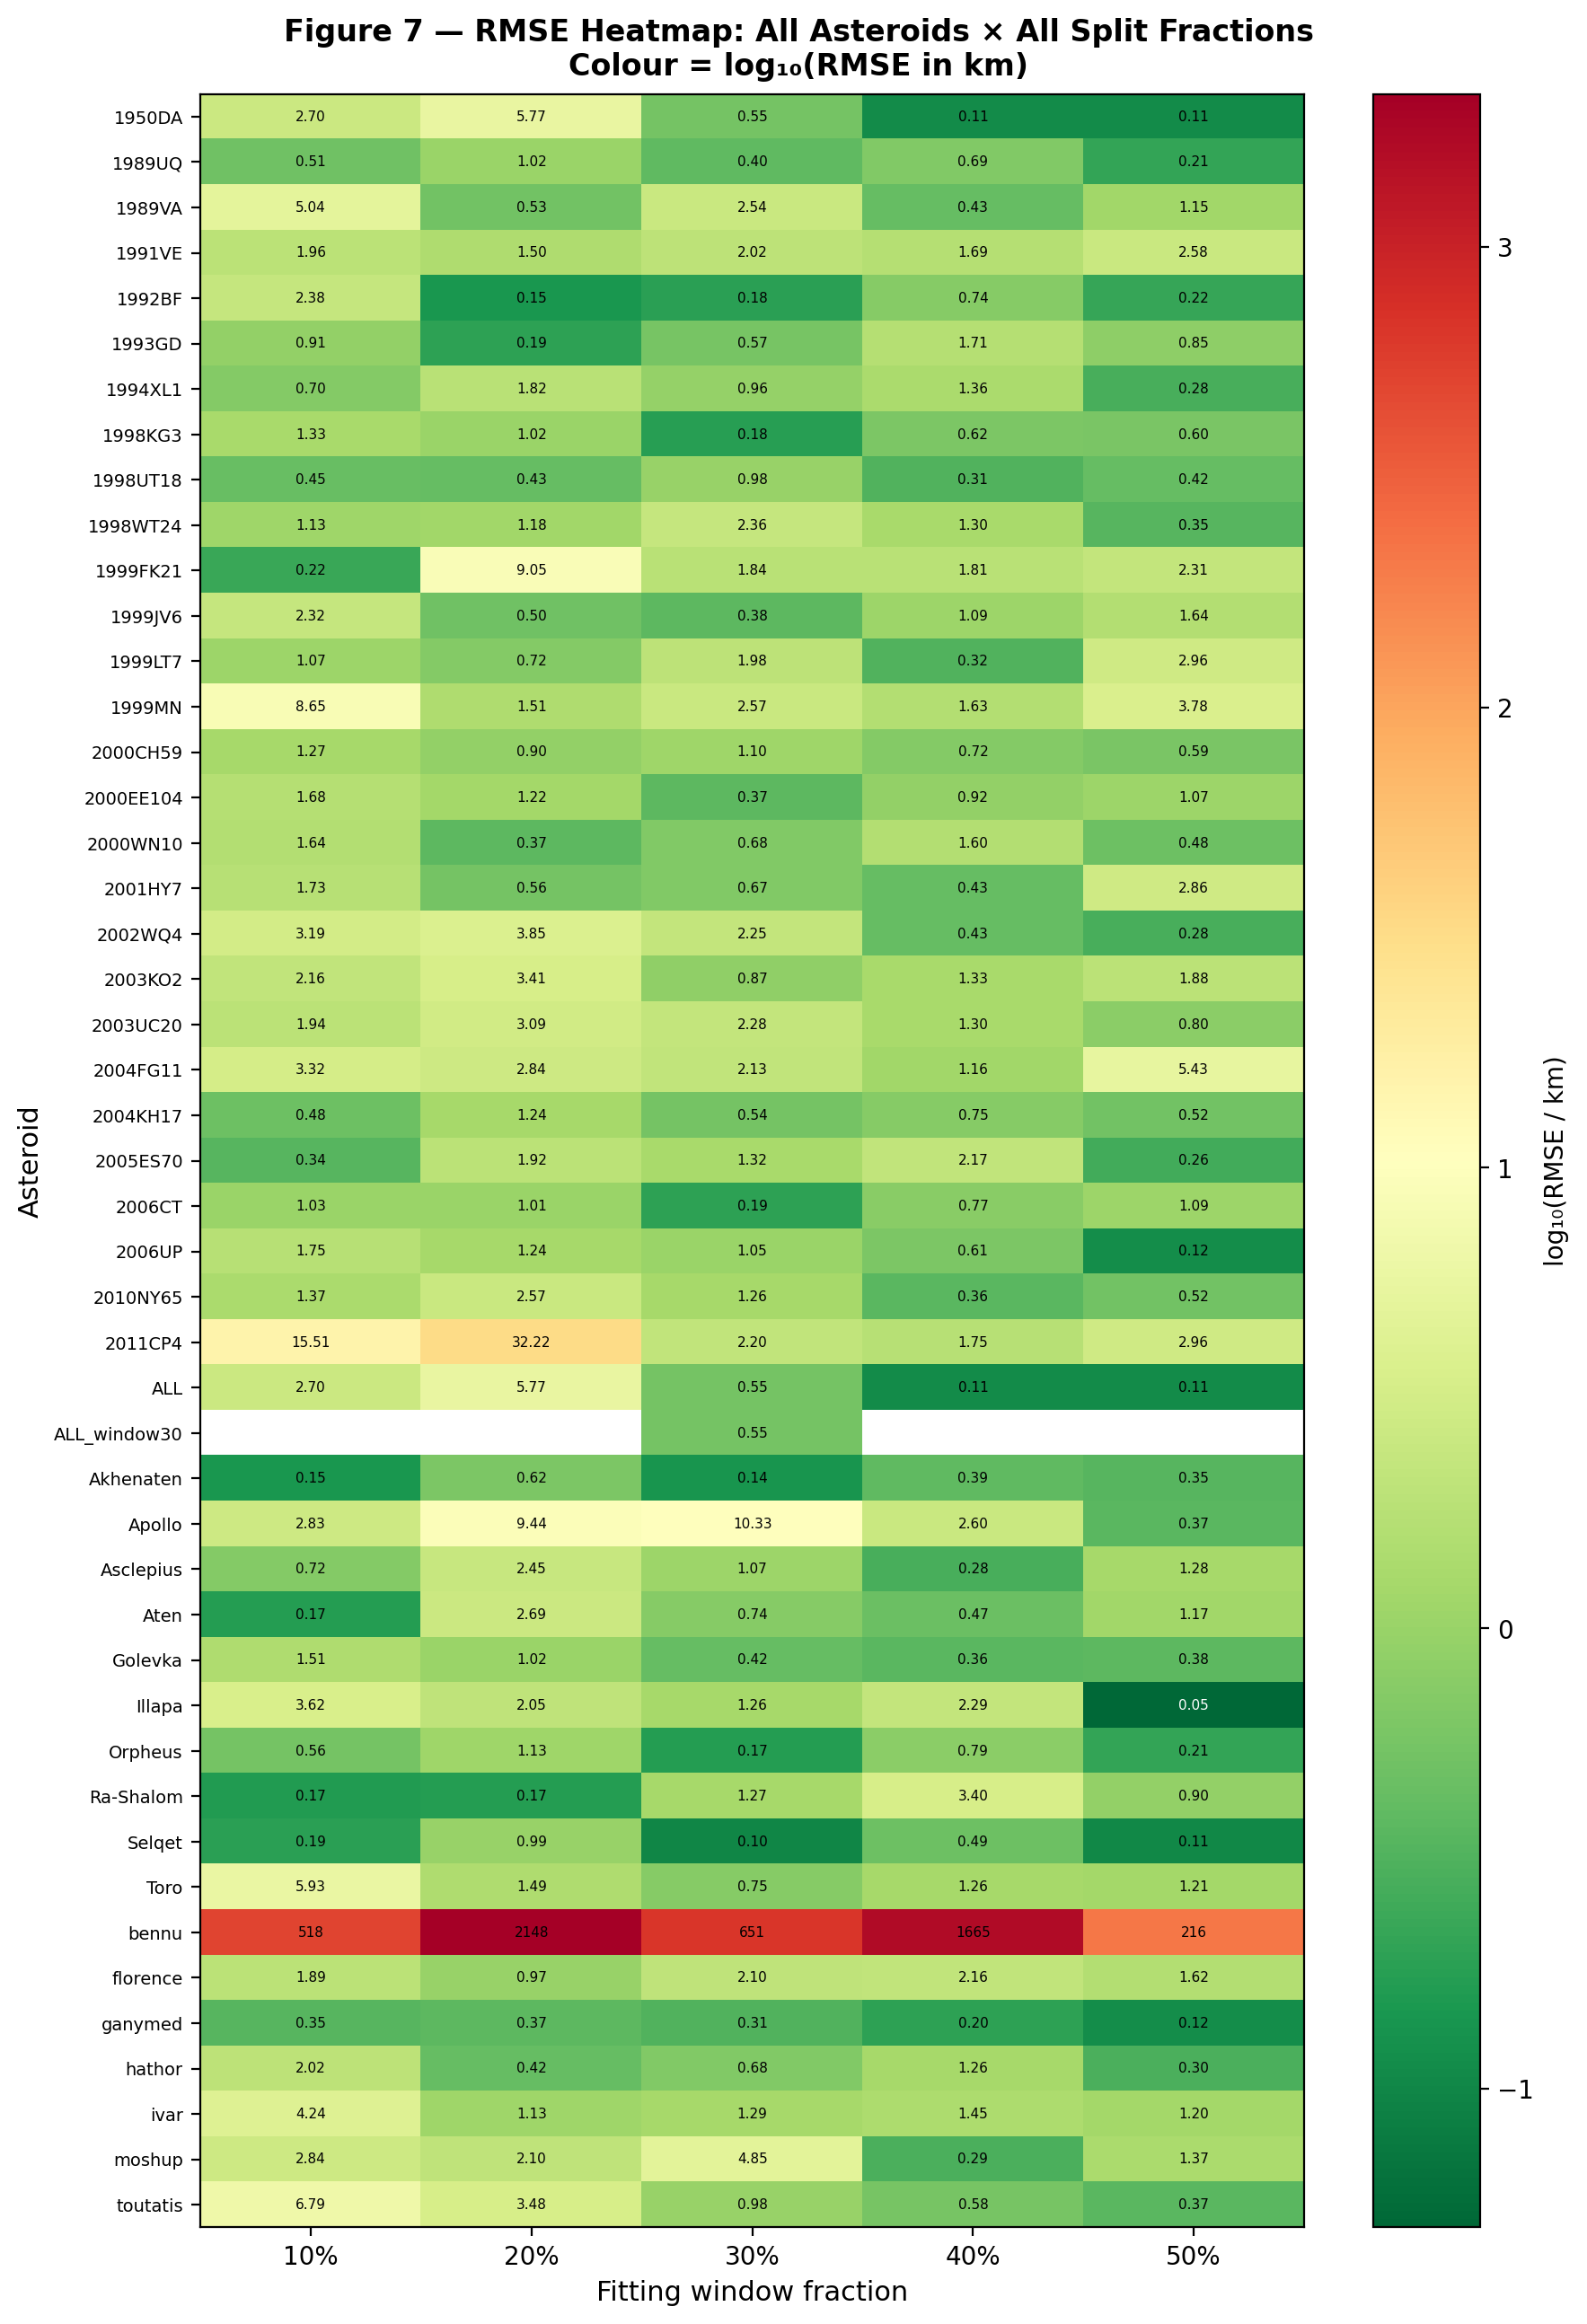 Figure 7 — RMSE Heatmap: All Asteroids × All Split Fractions
Colour = log₁₀(RMSE in km)
1950DA 2.70 5.77 0.55 0.11 0.11
1989UQ 0.51 1.02 0.40 0.69 0.21
1989VA 5.04 0.53 2.54 0.43 1.15
1991VE 1.96 1.50 2.02 1.69 2.58
1992BF 2.38 0.15 0.18 0.74 0.22
1993GD 0.91 0.19 0.57 1.71 0.85
1994XL1 0.70 1.82 0.96 1.36 0.28
1998KG3 1.33 1.02 0.18 0.62 0.60
1998UT18 0.45 0.43 0.98 0.31 0.42
1998WT24 1.13 1.18 2.36 1.30 0.35
1999FK21 0.22 9.05 1.84 1.81 2.31
1999JV6 2.32 0.50 0.38 1.09 1.64
1999LT7 1.07 0.72 1.98 0.32 2.96
1999MN 8.65 1.51 2.57 1.63 3.78
2000CH59 1.27 0.90 1.10 0.72 0.59
2000EE104 1.68 1.22 0.37 0.92 1.07
2000WN10 1.64 0.37 0.68 1.60 0.48
2001HY7 1.73 0.56 0.67 0.43 2.86
2002WQ4 3.19 3.85 2.25 0.43 0.28
2003KO2 2.16 3.41 0.87 1.33 1.88
2003UC20 1.94 3.09 2.28 1.30 0.80
2004FG11 3.32 2.84 2.13 1.16 5.43
2004KH17 0.48 1.24 0.54 0.75 0.52
2005ES70 0.34 1.92 1.32 2.17 0.26
2006CT 1.03 1.01 0.19 0.77 1.09
2006UP 1.75 1.24 1.05 0.61 0.12
2010NY65 1.37 2.57 1.26 0.36 0.52
2011CP4 15.51 32.22 2.20 1.75 2.96
ALL 2.70 5.77 0.55 0.11 0.11
ALL_window30 0.55
Akhenaten 0.15 0.62 0.14 0.39 0.35
Apollo 2.83 9.44 10.33 2.60 0.37
Asclepius 0.72 2.45 1.07 0.28 1.28
Aten 0.17 2.69 0.74 0.47 1.17
Golevka 1.51 1.02 0.42 0.36 0.38
Illapa 3.62 2.05 1.26 2.29 0.05
Orpheus 0.56 1.13 0.17 0.79 0.21
Ra-Shalom 0.17 0.17 1.27 3.40 0.90
Selqet 0.19 0.99 0.10 0.49 0.11
Toro 5.93 1.49 0.75 1.26 1.21
bennu 518 2148 651 1665 216
florence 1.89 0.97 2.10 2.16 1.62
ganymed 0.35 0.37 0.31 0.20 0.12
hathor 2.02 0.42 0.68 1.26 0.30
ivar 4.24 1.13 1.29 1.45 1.20
moshup 2.84 2.10 4.85 0.29 1.37
toutatis 6.79 3.48 0.98 0.58 0.37
10% 20% 30% 40% 50%
Fitting window fraction
Asteroid
3
2
1
0
−1
log₁₀(RMSE / km)